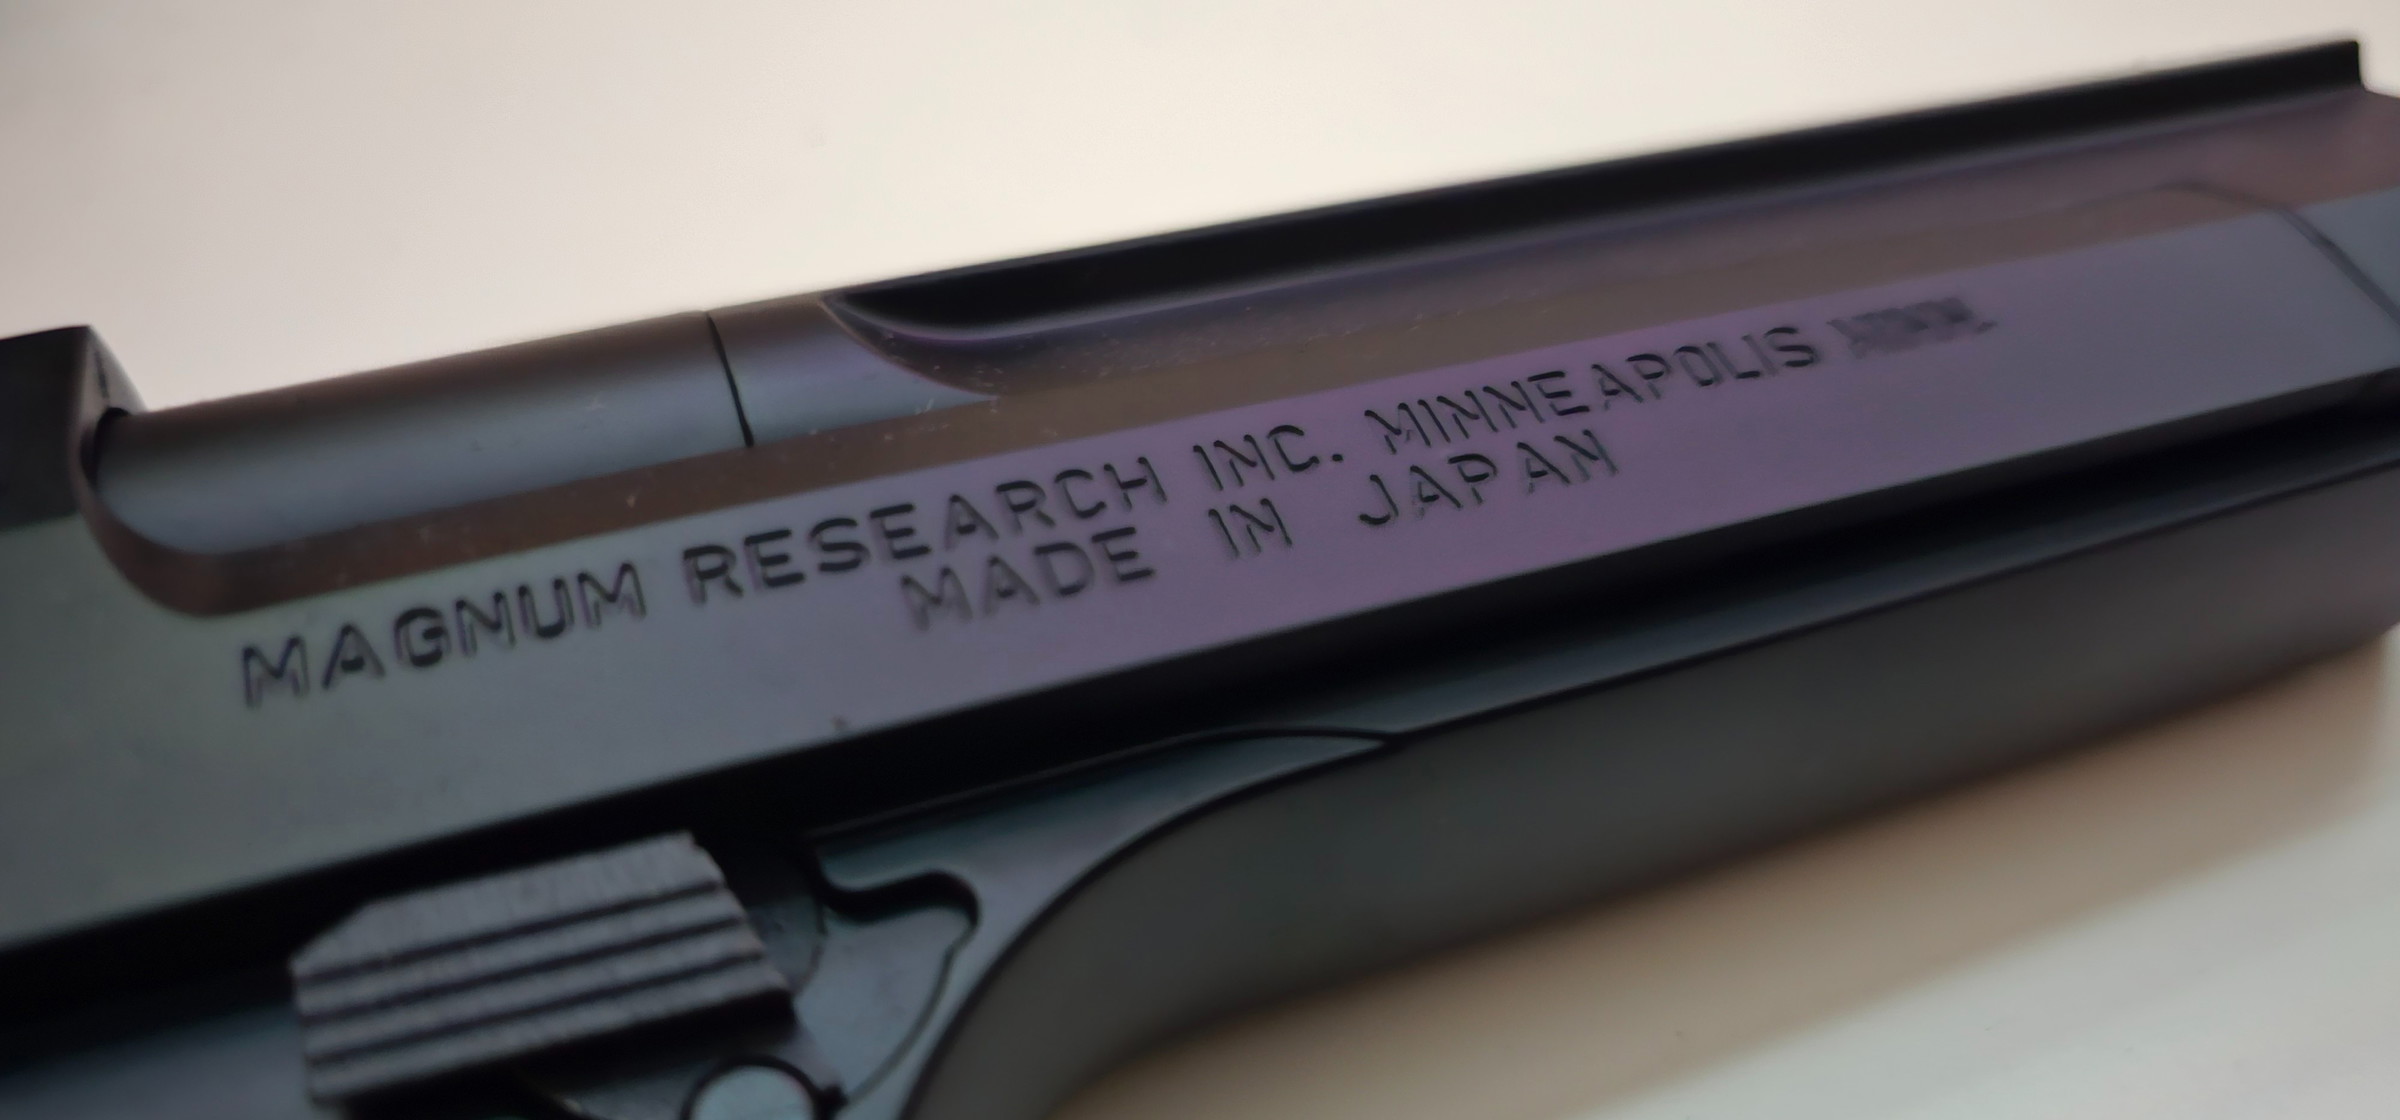 MAGNUM RESEARCH INC. MINNEAPOLIS
MADE IN JAPAN